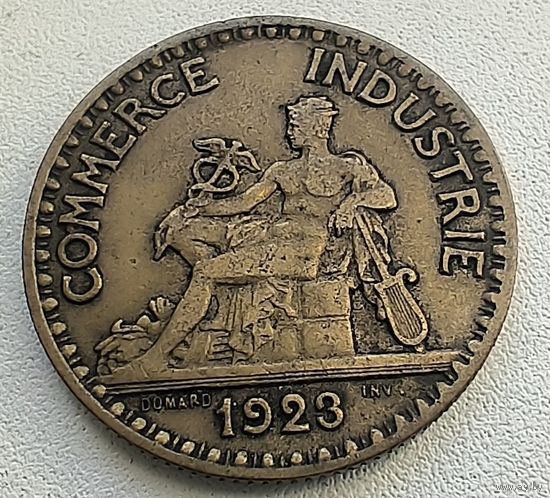 COMMERCE INDUSTRIE
DOMARD INV.
1923